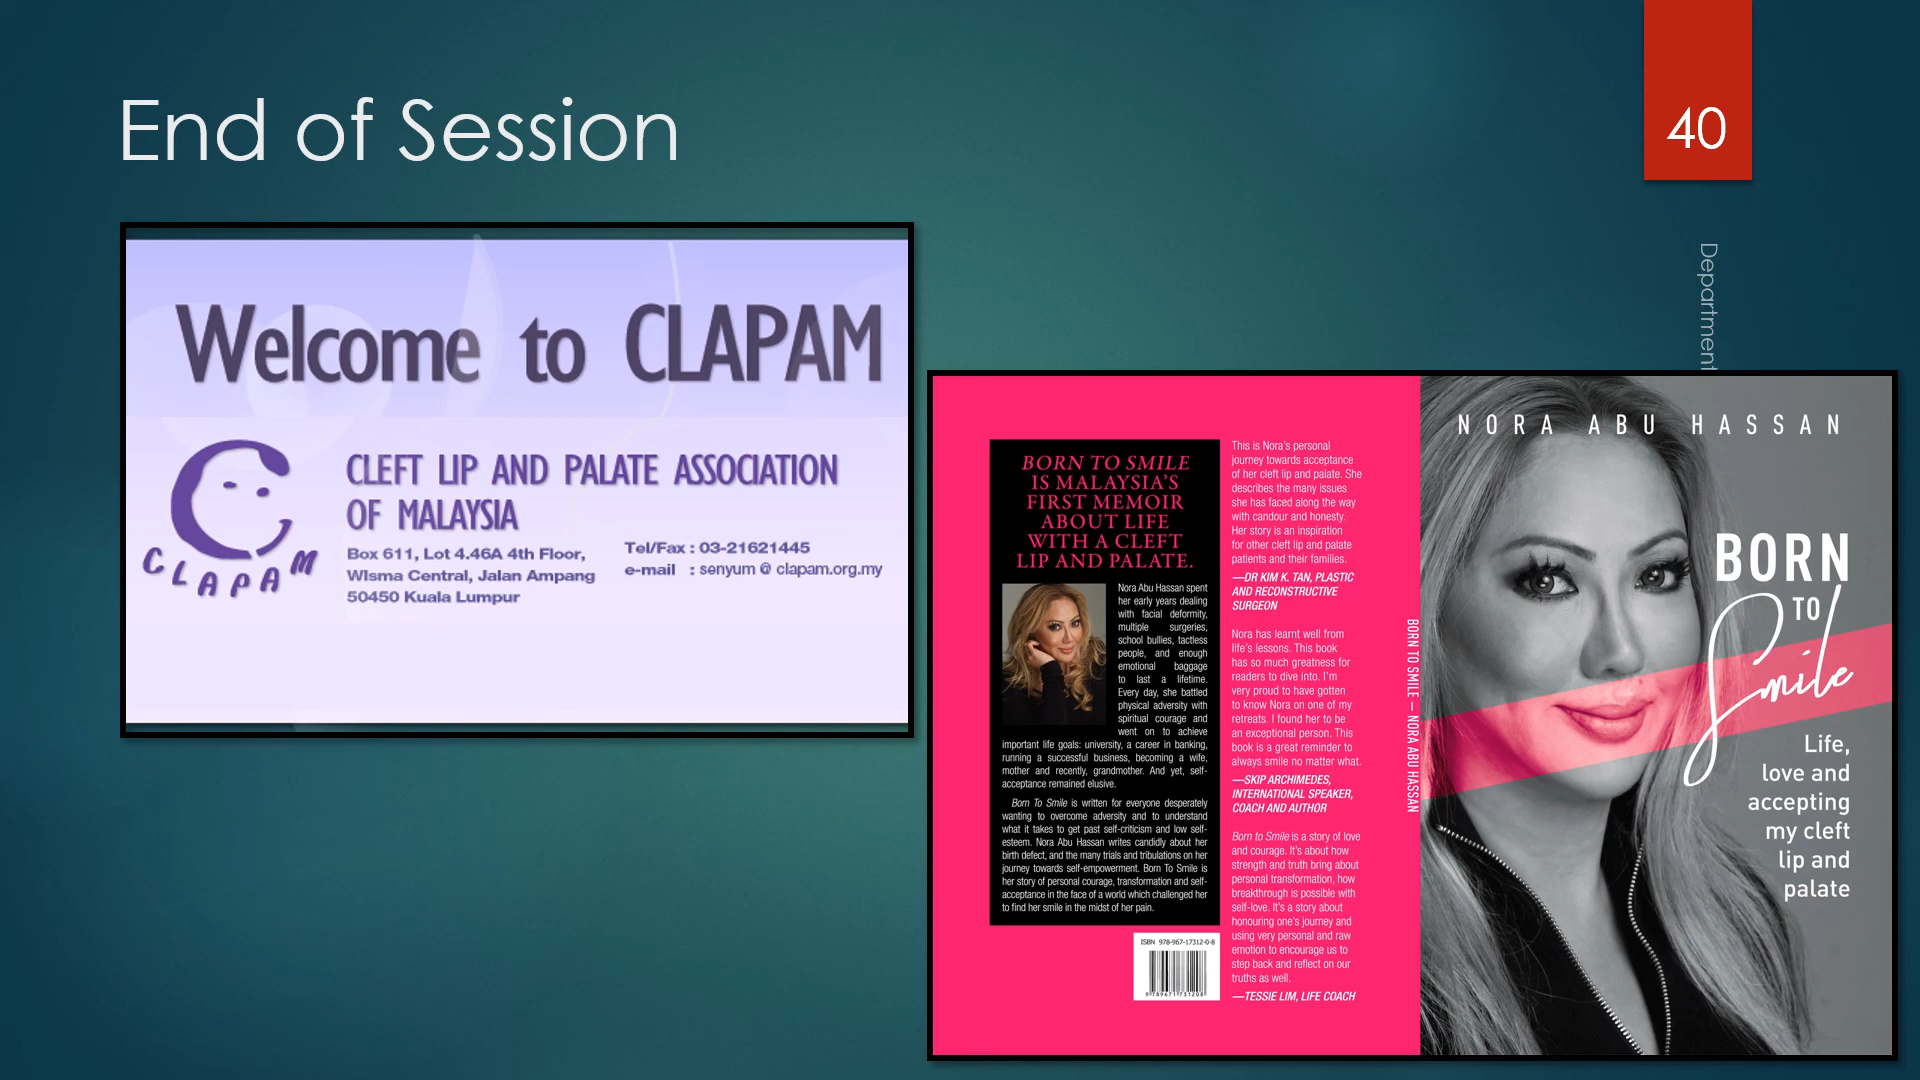 End of Session
40
Department
Welcome to CLAPAM
CLAPAM
CLEFT LIP AND PALATE ASSOCIATION
OF MALAYSIA
Box 611, Lot 4.46A 4th Floor,
Wisma Central, Jalan Ampang
50450 Kuala Lumpur
Tel/Fax : 03-21621445
e-mail : senyum @ clapam.org.my
BORN TO SMILE
IS MALAYSIA'S
FIRST MEMOIR
ABOUT LIFE
WITH A CLEFT
LIP AND PALATE.
Nora Abu Hassan spent
her early years dealing
with facial deformity,
multiple surgeries,
school bullies, tactless
people, and enough
emotional baggage
to last a lifetime.
Every day, she battled
physical adversity with
spiritual courage and
went on to achieve
important life goals: university, a career in banking,
running a successful business, becoming a wife,
mother and recently, grandmother. And yet, self-
acceptance remained elusive.
Born To Smile is written for everyone desperately
wanting to overcome adversity and to understand
what it takes to get past self-criticism and low self-
esteem. Nora Abu Hassan writes candidly about her
birth defect, and the many trials and tribulations on her
journey towards self-empowerment. Born To Smile is
her story of personal courage, transformation and self-
acceptance in the face of a world which challenged her
to find her smile in the midst of her pain.
ISBN 978-967-17312-0-8
9 789671 731208
This is Nora's personal
journey towards acceptance
of her cleft lip and palate. She
describes the many issues
she has faced along the way
with candour and honesty.
Her story is an inspiration
for other cleft lip and palate
patients and their families.
—DR KIM K. TAN, PLASTIC
AND RECONSTRUCTIVE
SURGEON
Nora has learnt well from
life's lessons. This book
has so much greatness for
readers to dive into. I'm
very proud to have gotten
to know Nora on one of my
retreats. I found her to be
an exceptional person. This
book is a great reminder to
always smile no matter what.
—SKIP ARCHIMEDES,
INTERNATIONAL SPEAKER,
COACH AND AUTHOR
Born to Smile is a story of love
and courage. It's about how
strength and truth bring about
personal transformation, how
breakthrough is possible with
self-love. It's a story about
honouring one's journey and
using very personal and raw
emotion to encourage us to
step back and reflect on our
truths as well.
—TESSIE LIM, LIFE COACH
BORN TO SMILE — NORA ABU HASSAN
NORA ABU HASSAN
BORN
TO
Smile
Life,
love and
accepting
my cleft
lip and
palate